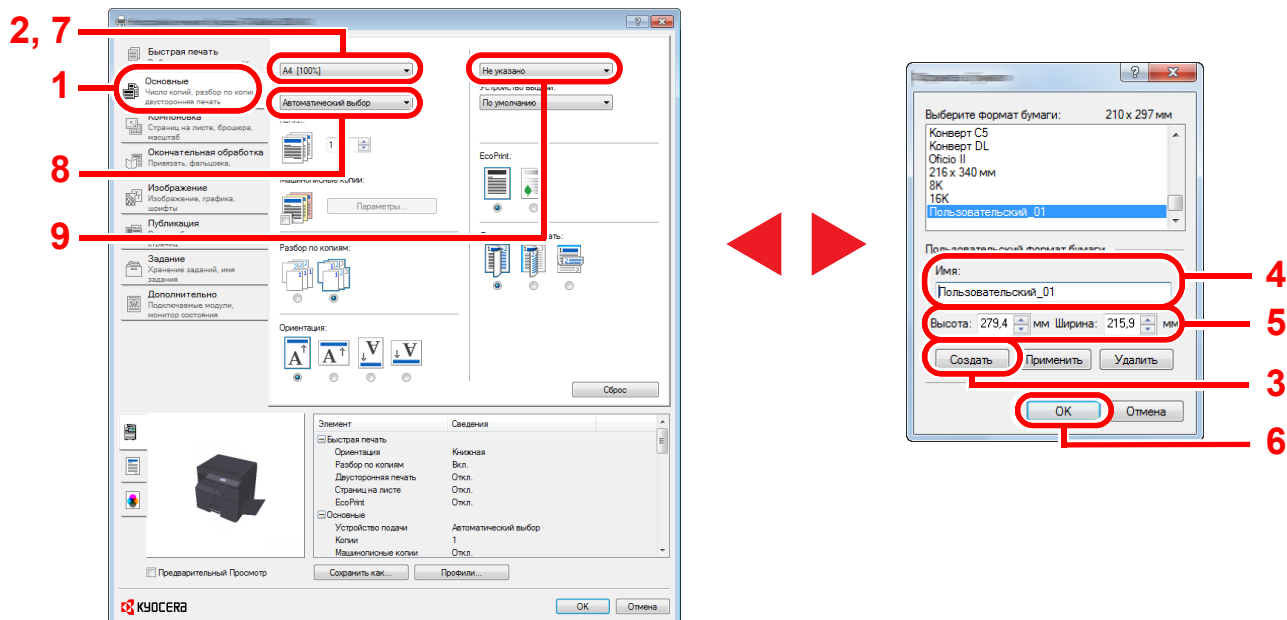 2, 7
1
8
9
Быстрая печать
Основные
Число копий, разбор по копиям,
двусторонняя печать
Компоновка
Страниц на листе, брошюра,
масштаб
Окончательная обработка
Привязать, фальцовка,
Изображение
Изображение, графика,
шрифты
Публикация
страниц
Задание
Хранение заданий, имя
задания
Дополнительно
Подключаемые модули,
монитор состояния
A4 [100%]
Автоматический выбор
1
Машинописные копии:
Параметры...
Разбор по копиям:
Ориентация:
Не указано
Устройство выдачи:
По умолчанию
EcoPrint:
Сброс
Элемент Сведения
Быстрая печать
Ориентация Книжная
Разбор по копиям Вкл.
Двусторонняя печать Откл.
Страниц на листе Откл.
EcoPrint Откл.
Основные
Устройство подачи Автоматический выбор
Копии 1
Машинописные копии Откл.
Предварительный Просмотр
Сохранить как...
Профили...
KYOCERA
OK
Отмена
Выберите формат бумаги: 210 x 297 мм
Конверт C5
Конверт DL
Oficio II
216 x 340 мм
8K
16K
Пользовательский_01
Пользовательский формат бумаги
Имя:
Пользовательский_01
Высота: 279,4 мм Ширина: 215,9 мм
Создать
Применить
Удалить
OK
Отмена
4
5
3
6